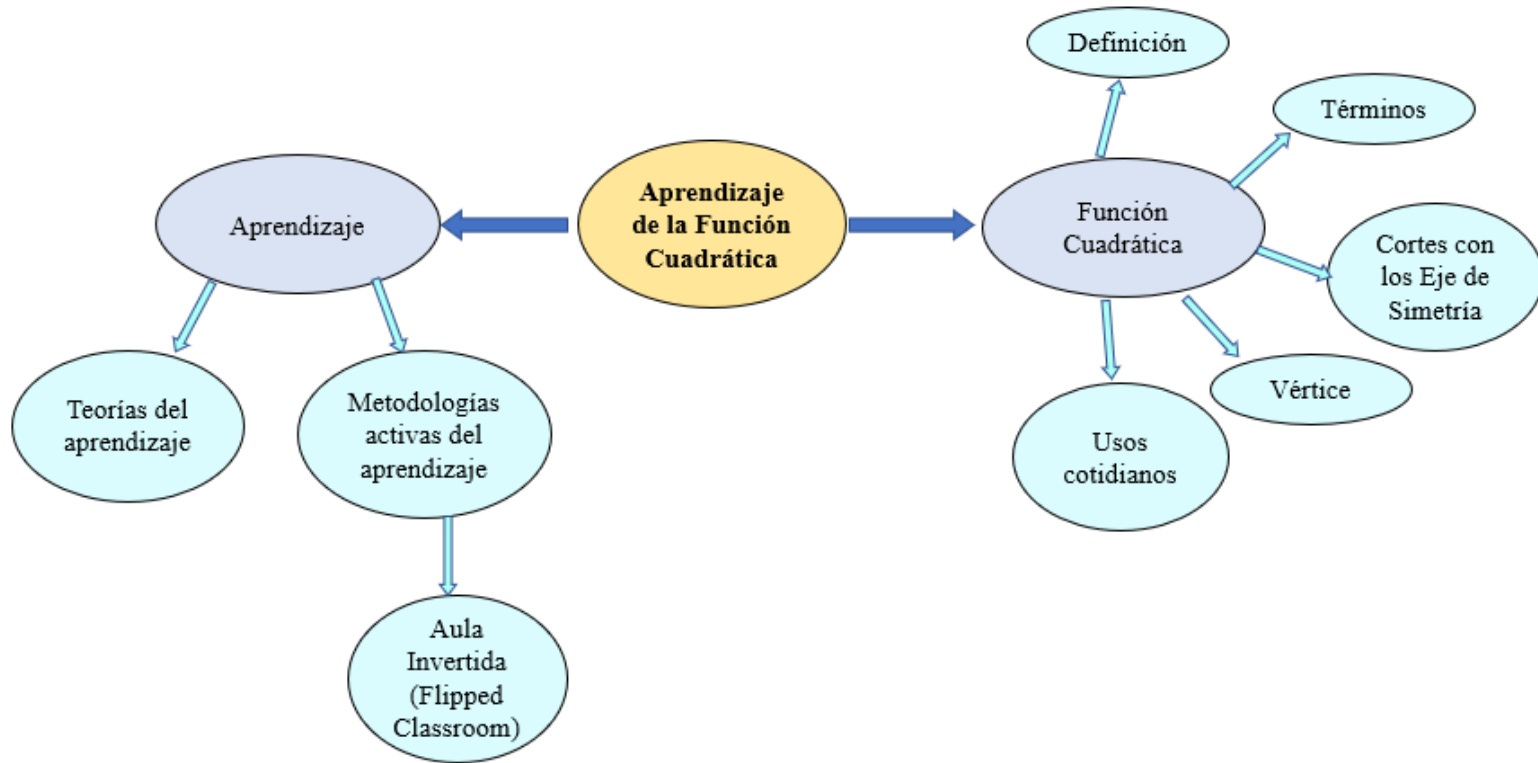 Definición
Términos
Aprendizaje
de la Función
Cuadrática
Aprendizaje
Función
Cuadrática
Cortes con
los Eje de
Simetría
Vértice
Teorías del
aprendizaje
Metodologías
activas del
aprendizaje
Usos
cotidianos
Aula
Invertida
(Flipped
Classroom)